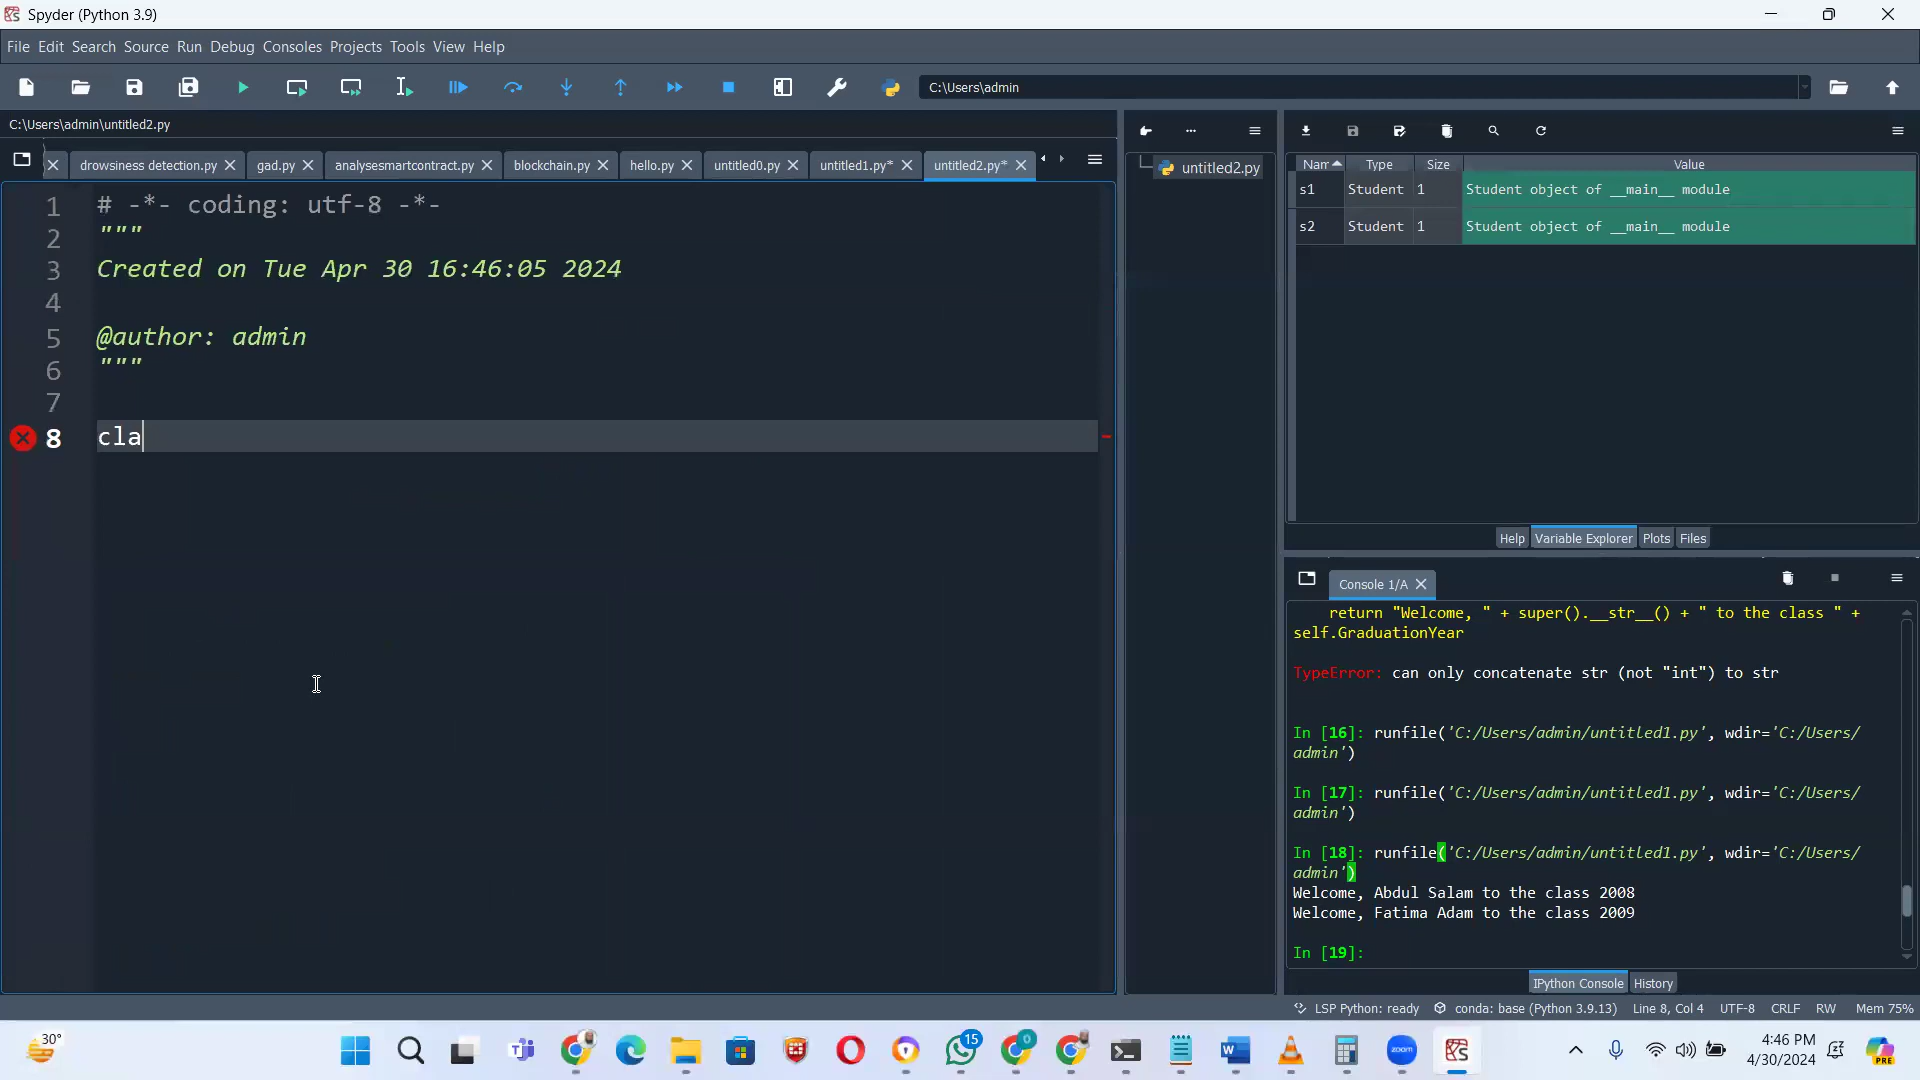 Spyder (Python 3.9)
File Edit Search Source Run Debug Consoles Projects Tools View Help
C:\Users\admin
C:\Users\admin\untitled2.py
drowsiness detection.py gad.py analysesmartcontract.py blockchain.py hello.py untitled0.py untitled1.py* untitled2.py*
1 # -*- coding: utf-8 -*-
2 """
3 Created on Tue Apr 30 16:46:05 2024
4
5 @author: admin
6 """
7
8 cla
untitled2.py
Nam Type Size Value
s1 Student 1 Student object of __main__ module
s2 Student 1 Student object of __main__ module
Help Variable Explorer Plots Files
Console 1/A
return "Welcome, " + super().__str__() + " to the class " +
self.GraduationYear
TypeError: can only concatenate str (not "int") to str
In [16]: runfile('C:/Users/admin/untitled1.py', wdir='C:/Users/
admin')
In [17]: runfile('C:/Users/admin/untitled1.py', wdir='C:/Users/
admin')
In [18]: runfile('C:/Users/admin/untitled1.py', wdir='C:/Users/
admin')
Welcome, Abdul Salam to the class 2008
Welcome, Fatima Adam to the class 2009
In [19]:
IPython Console History
LSP Python: ready conda: base (Python 3.9.13) Line 8, Col 4 UTF-8 CRLF RW Mem 75%
30°
15
0
zoom
4:46 PM
4/30/2024
PRE